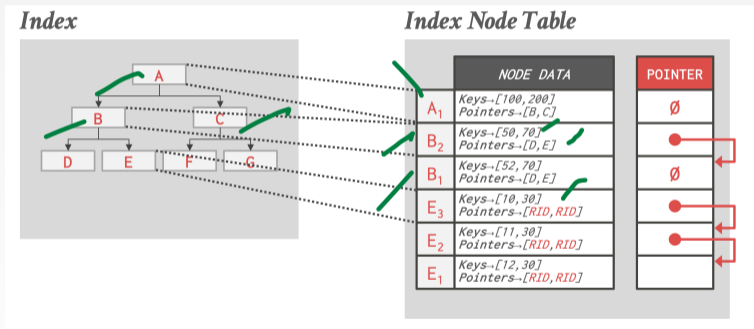 Index
Index Node Table
A
B
C
D
E
F
G
NODE DATA
POINTER
A1
Keys→[100,200]
Pointers→[B,C]
Ø
B2
Keys→[50,70]
Pointers→[D,E]
B1
Keys→[52,70]
Pointers→[D,E]
Ø
E3
Keys→[10,30]
Pointers→[RID,RID]
E2
Keys→[11,30]
Pointers→[RID,RID]
E1
Keys→[12,30]
Pointers→[RID,RID]